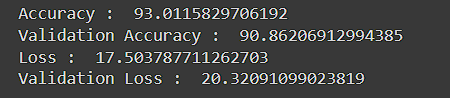 Accuracy :  93.0115829706192
Validation Accuracy :  90.86206912994385
Loss :  17.503787711262703
Validation Loss :  20.32091099023819